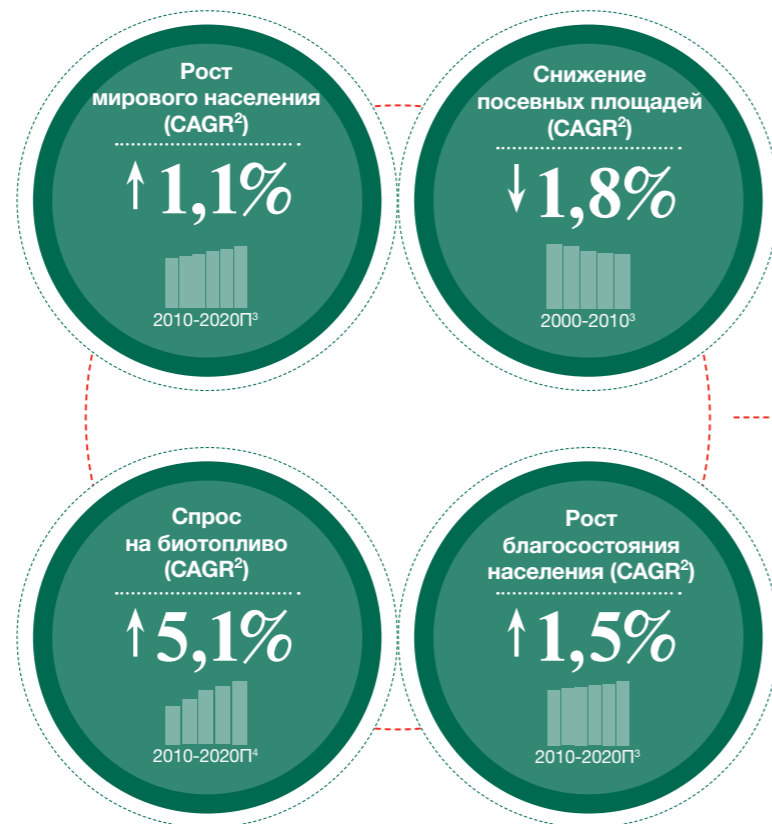 Рост
мирового населения
(CAGR²)
↑ 1,1%
2010-2020П³
Снижение
посевных площадей
(CAGR²)
↓ 1,8%
2000-2010³
Спрос
на биотопливо
(CAGR²)
↑ 5,1%
2010-2020П⁴
Рост
благосостояния
населения (CAGR²)
↑ 1,5%
2010-2020П³